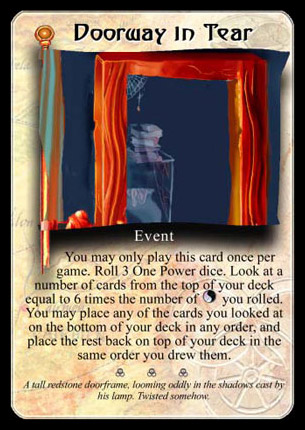 Doorway in Tear
Event
You may only play this card once per
game. Roll 3 One Power dice. Look at a
number of cards from the top of your deck
equal to 6 times the number of ☯ you rolled.
You may place any of the cards you looked at
on the bottom of your deck in any order, and
place the rest back on top of your deck in the
same order you drew them.
A tall redstone doorframe, looming oddly in the shadows cast by
his lamp. Twisted somehow.